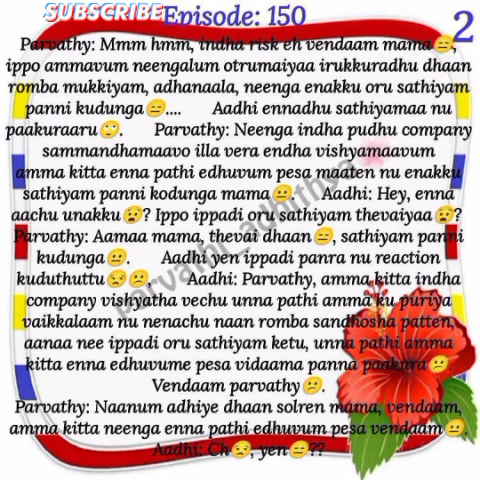 SUBSCRIBE Episode: 150
2
Parvathy: Mmm hmm, indha risk eh vendaam mama😑,
ippo ammavum neengalum otrumaiyaa irukkuradhu dhaan
romba mukkiyam, adhanaala, neenga enakku oru sathiyam
panni kudunga😑.... Aadhi ennadhu sathiyamaa nu
paakuraaru🙄. Parvathy: Neenga indha pudhu company
sammandhamaavo illa vera endha vishyamaavum
amma kitta enna pathi edhuvum pesa maaten nu enakku
sathiyam panni kodunga mama😐. Aadhi: Hey, enna
aachu unakku😧? Ippo ippadi oru sathiyam thevaiyaa😧?
Parvathy: Aamaa mama, thevai dhaan😑, sathiyam panni
kudunga😐. Aadhi yen ippadi panra nu reaction
kuduthuttu😒😕. Aadhi: Parvathy, amma kitta indha
company vishyatha vechu unna pathi amma ku puriya
vaikkalaam nu nenachu naan romba sandhosha patten,
aanaa nee ippadi oru sathiyam ketu, unna pathi amma
kitta enna edhuvume pesa vidaama panna paakura😕.
Vendaam parvathy😕.
Parvathy: Naanum adhiye dhaan solren mama, vendaam,
amma kitta neenga enna pathi edhuvum pesa vendaam😐
Aadhi: Ch😒, yen😑??